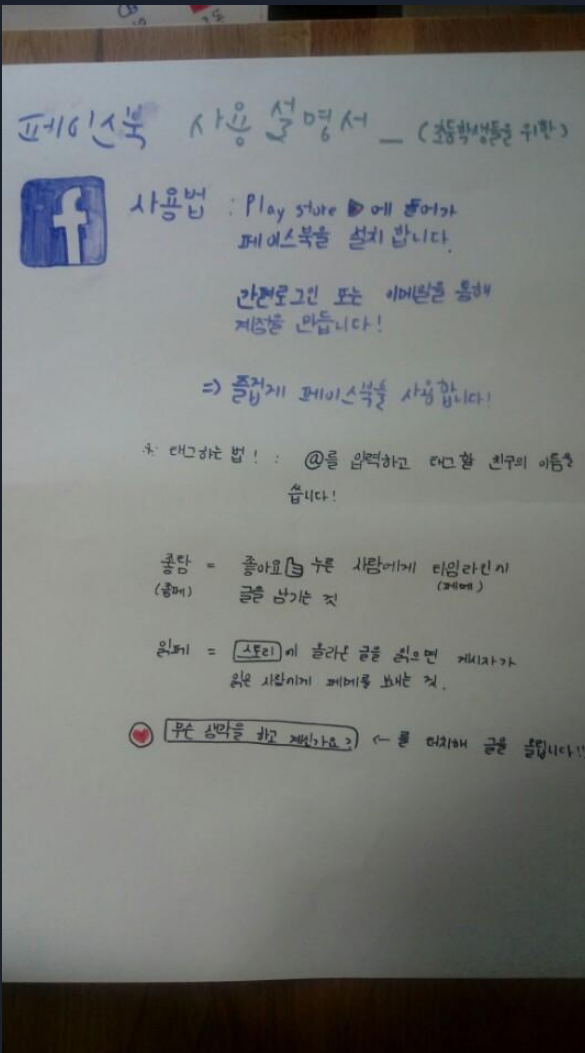 페이스북 사용 설명서 _ (초등학생들을 위한)
f
사용법 : Play store ▶에 들어가
페이스북을 설치 합니다.
간편로그인 또는 이메일을 통해
계정을 만듭니다!
=> 즐겁게 페이스북을 사용합니다!
※ 태그하는 법! : @를 입력하고 태그 할 친구의 이름을
씁니다!
좋탐 = 좋아요 누른 사람에게 타임라인에
(좋페) 글을 남기는 것 (페메)
읽페 = 스토리에 올라온 글을 읽으면 게시자가
읽은 사람에게 페메를 보내는 것.
무슨 생각을 하고 계신가요? ← 를 터치해 글을 올립니다!!